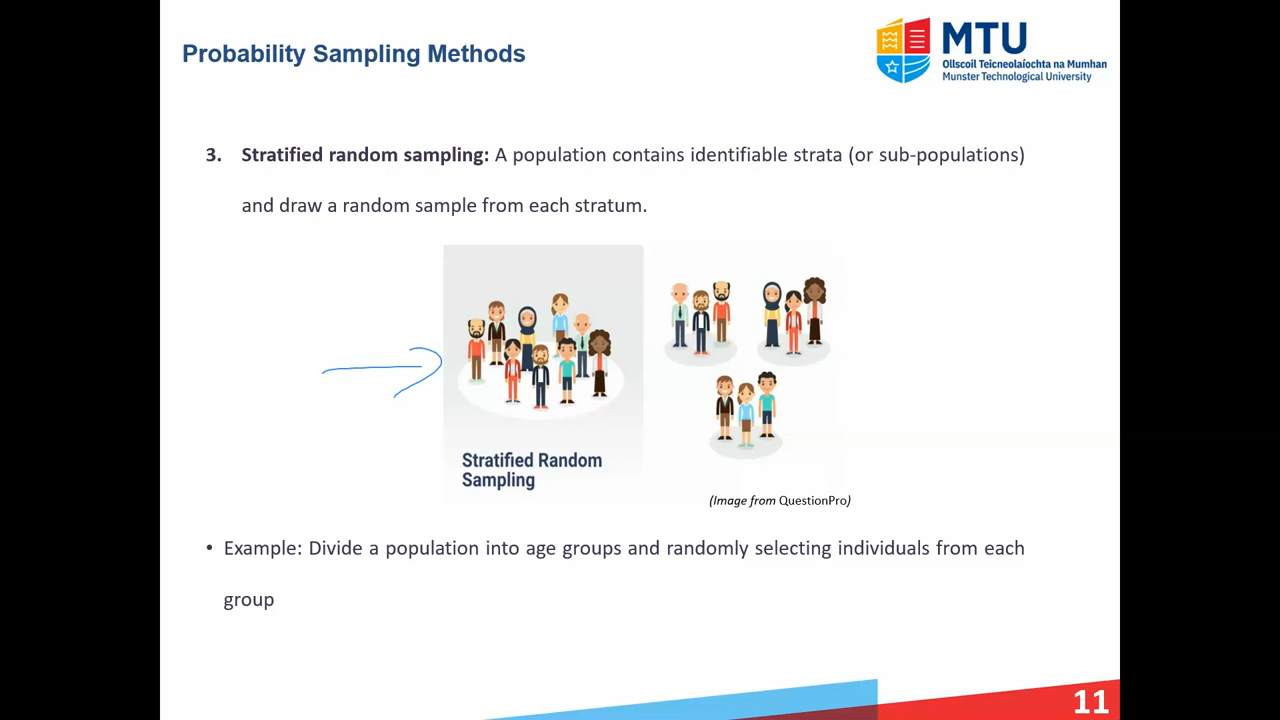 Probability Sampling Methods
MTU
Ollscoil Teicneolaíochta na Mumhan
Munster Technological University
3. Stratified random sampling: A population contains identifiable strata (or sub-populations)
and draw a random sample from each stratum.
Stratified Random
Sampling
(Image from QuestionPro)
• Example: Divide a population into age groups and randomly selecting individuals from each
group
11